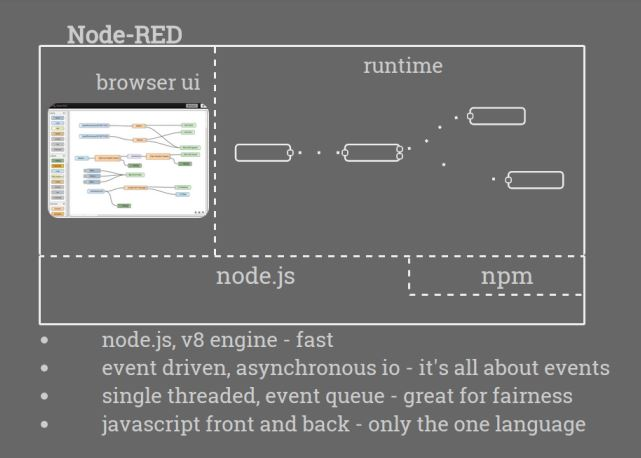 Node-RED
browser ui
runtime
node.js
npm
node.js, v8 engine - fast
event driven, asynchronous io - it's all about events
single threaded, event queue - great for fairness
javascript front and back - only the one language